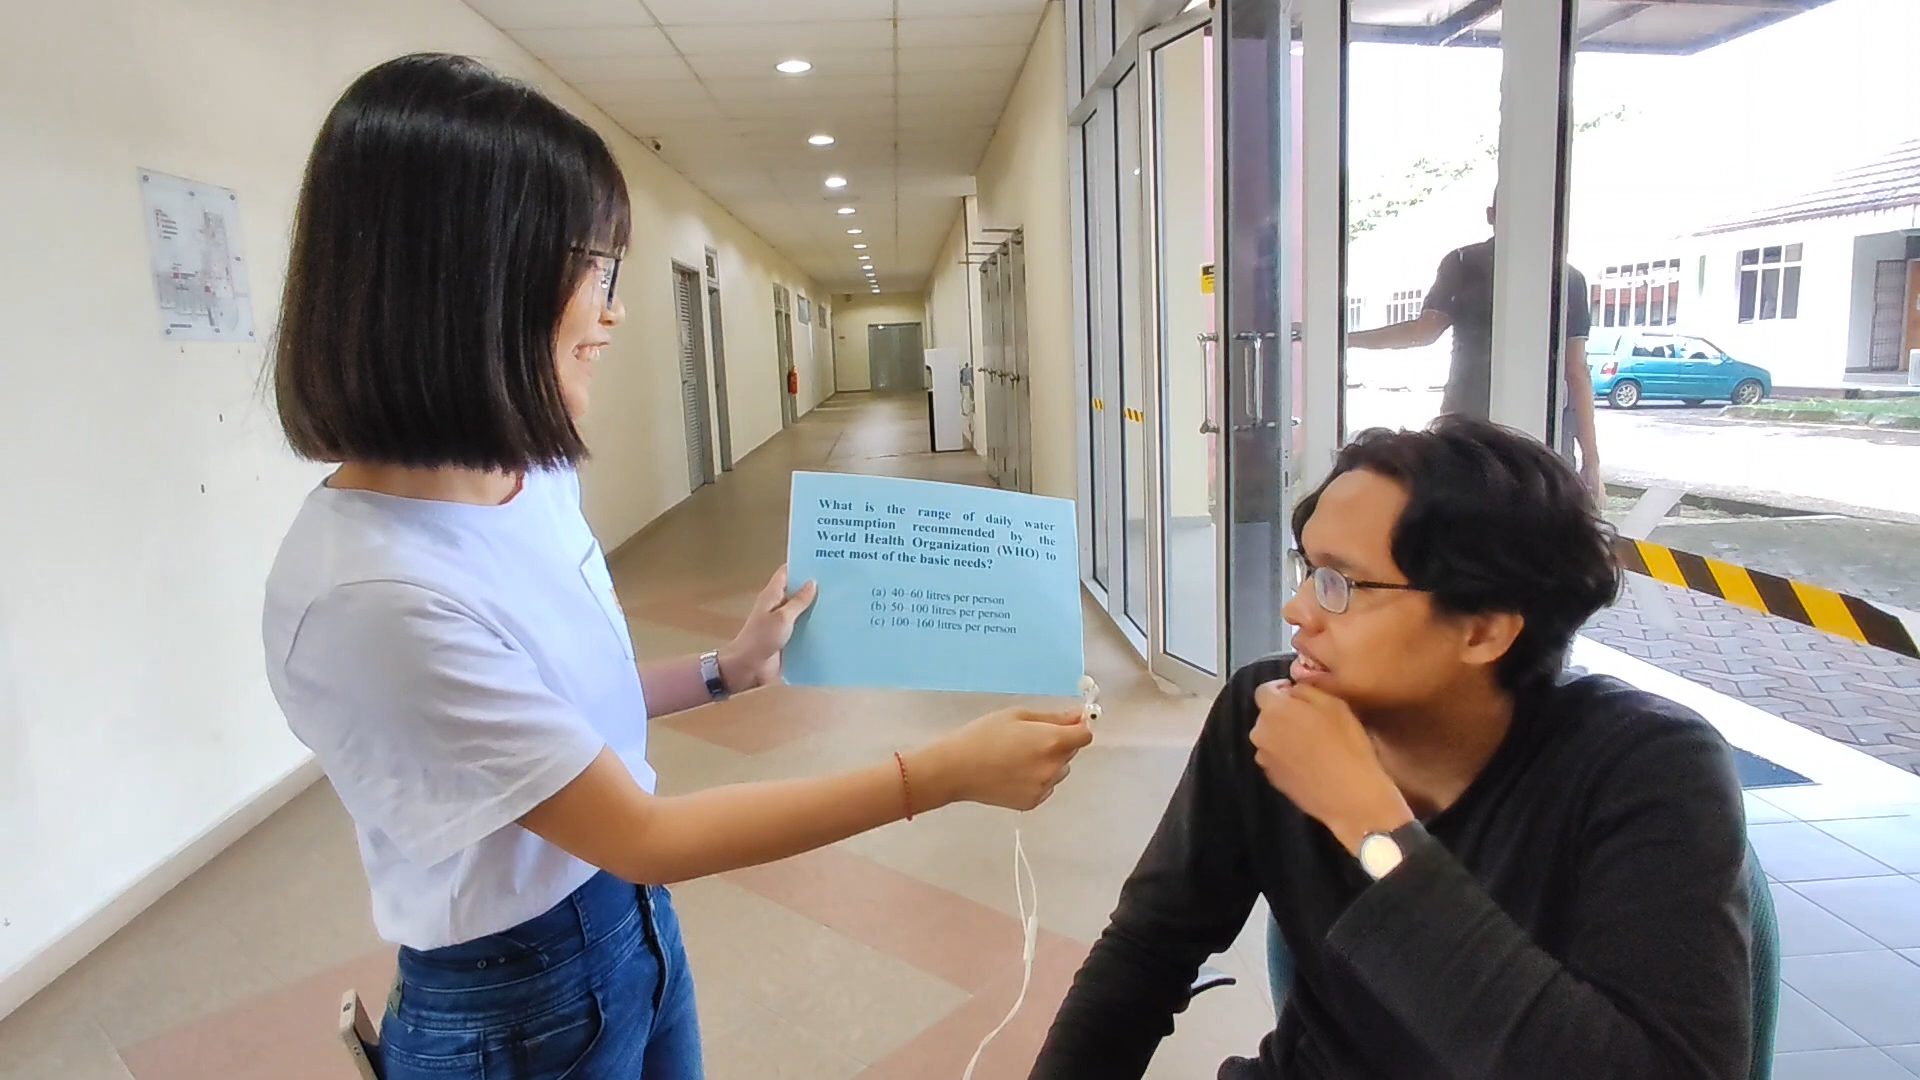 What is the range of daily water
consumption recommended by the
World Health Organization (WHO) to
meet most of the basic needs?
(a) 40–60 litres per person
(b) 50–100 litres per person
(c) 100–160 litres per person